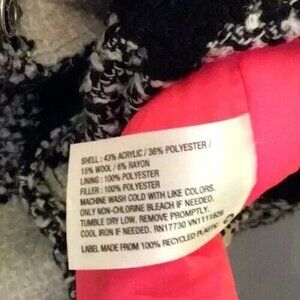 SHELL : 43% ACRYLIC / 36% POLYESTER /
15% WOOL / 6% RAYON
LINING : 100% POLYESTER
FILLER : 100% POLYESTER
MACHINE WASH COLD WITH LIKE COLORS.
ONLY NON-CHLORINE BLEACH IF NEEDED.
TUMBLE DRY LOW. REMOVE PROMPTLY.
COOL IRON IF NEEDED. RN17730 VN1111626
LABEL MADE FROM 100% RECYCLED PLASTIC